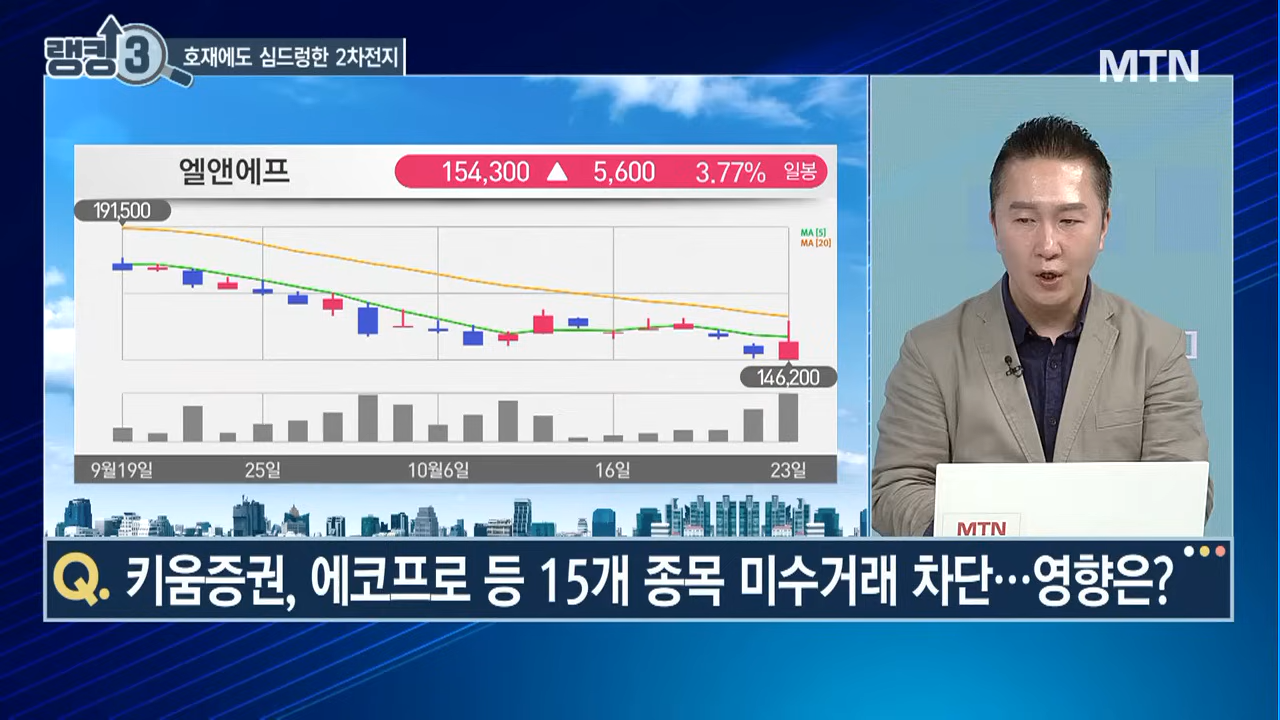 랭킹3 호재에도 심드렁한 2차전지
MTN
엘앤에프 154,300 ▲ 5,600 3.77% 일봉
191,500
MA [5]
MA [20]
146,200
9월19일 25일 10월6일 16일 23일
MTN
Q. 키움증권, 에코프로 등 15개 종목 미수거래 차단…영향은?